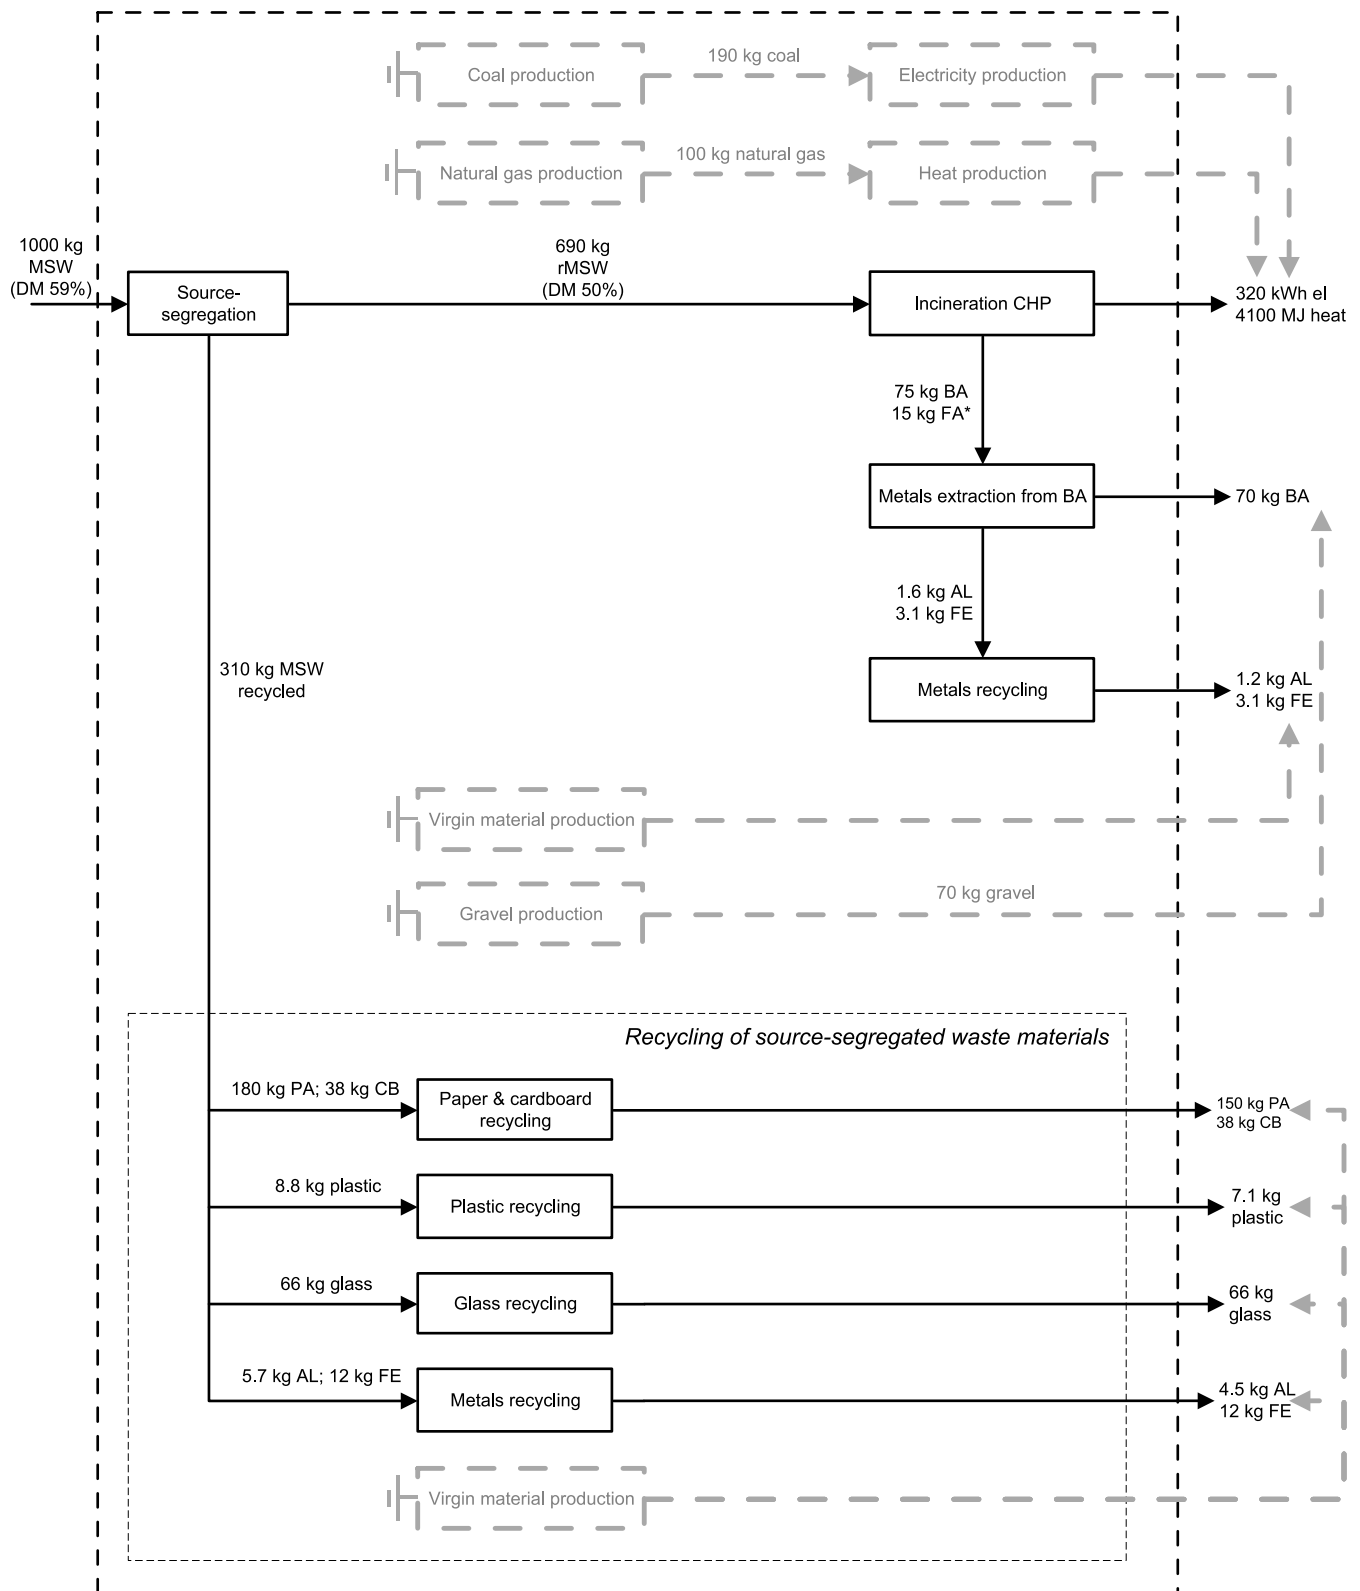 Coal production
190 kg coal
Electricity production
Natural gas production
100 kg natural gas
Heat production
1000 kg
MSW
(DM 59%)
Source-
segregation
690 kg
rMSW
(DM 50%)
Incineration CHP
320 kWh el
4100 MJ heat
75 kg BA
15 kg FA*
Metals extraction from BA
70 kg BA
1.6 kg AL
3.1 kg FE
310 kg MSW
recycled
Metals recycling
1.2 kg AL
3.1 kg FE
Virgin material production
Gravel production
70 kg gravel
Recycling of source-segregated waste materials
180 kg PA; 38 kg CB
Paper & cardboard
recycling
150 kg PA
38 kg CB
8.8 kg plastic
Plastic recycling
7.1 kg
plastic
66 kg glass
Glass recycling
66 kg
glass
5.7 kg AL; 12 kg FE
Metals recycling
4.5 kg AL
12 kg FE
Virgin material production